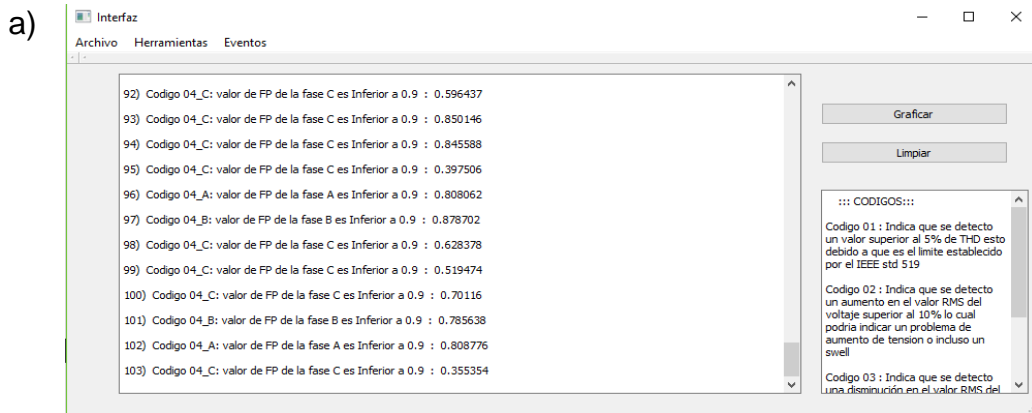 a)
Interfaz
Archivo Herramientas Eventos
92) Codigo 04_C: valor de FP de la fase C es Inferior a 0.9 : 0.596437
93) Codigo 04_C: valor de FP de la fase C es Inferior a 0.9 : 0.850146
94) Codigo 04_C: valor de FP de la fase C es Inferior a 0.9 : 0.845588
95) Codigo 04_C: valor de FP de la fase C es Inferior a 0.9 : 0.397506
96) Codigo 04_A: valor de FP de la fase A es Inferior a 0.9 : 0.808062
97) Codigo 04_B: valor de FP de la fase B es Inferior a 0.9 : 0.878702
98) Codigo 04_C: valor de FP de la fase C es Inferior a 0.9 : 0.628378
99) Codigo 04_C: valor de FP de la fase C es Inferior a 0.9 : 0.519474
100) Codigo 04_C: valor de FP de la fase C es Inferior a 0.9 : 0.70116
101) Codigo 04_B: valor de FP de la fase B es Inferior a 0.9 : 0.785638
102) Codigo 04_A: valor de FP de la fase A es Inferior a 0.9 : 0.808776
103) Codigo 04_C: valor de FP de la fase C es Inferior a 0.9 : 0.355354
Graficar
Limpiar
::: CODIGOS:::
Codigo 01 : Indica que se detecto
un valor superior al 5% de THD esto
debido a que es el limite establecido
por el IEEE std 519
Codigo 02 : Indica que se detecto
un aumento en el valor RMS del
voltaje superior al 10% lo cual
podria indicar un problema de
aumento de tension o incluso un
swell
Codigo 03 : Indica que se detecto
una disminución en el valor RMS del